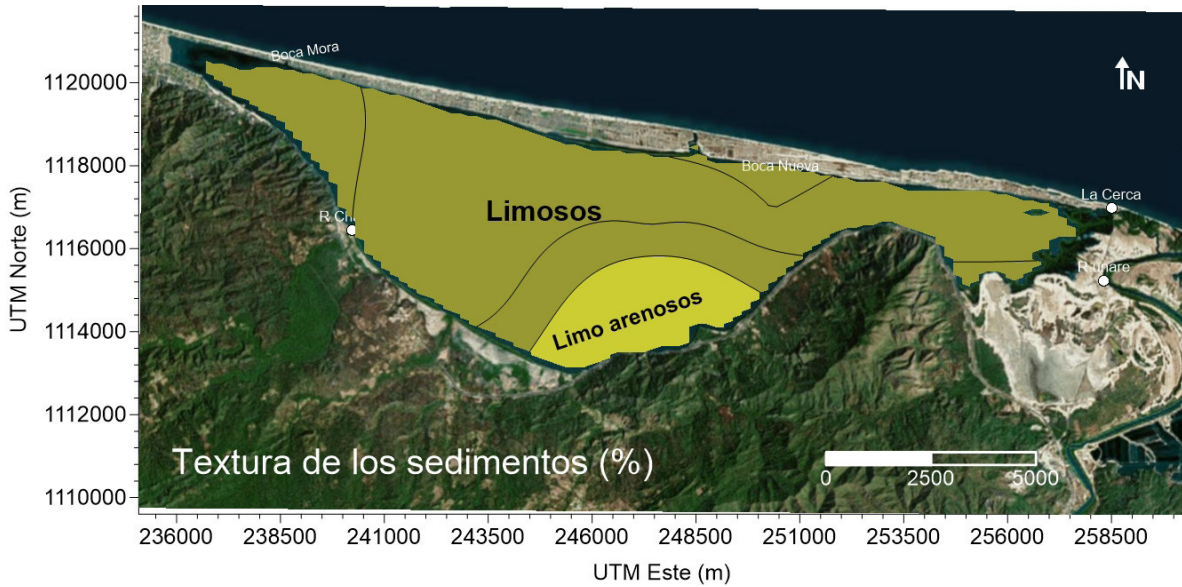 Boca Mora
N
1120000
1118000
Boca Nueva
La Cerca
Limosos
R
1116000
R
UTM Norte (m)
1114000
Limo arenosos
1112000
Textura de los sedimentos (%)
0
2500
5000
1110000
236000 238500 241000 243500 246000 248500 251000 253500 256000 258500
UTM Este (m)